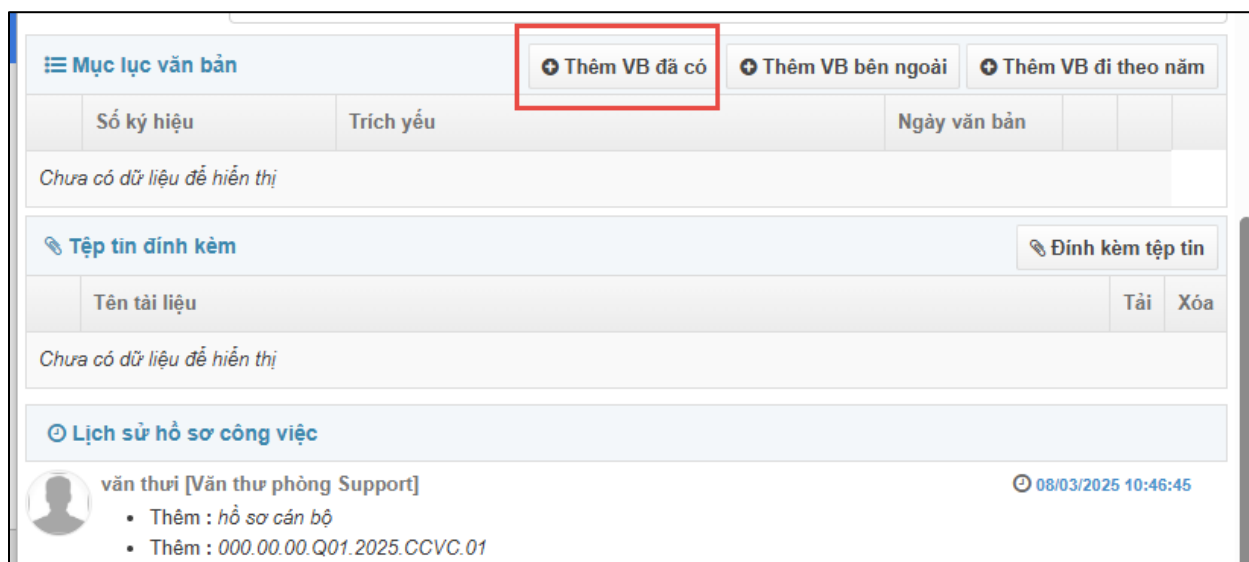 Mục lục văn bản Thêm VB đã có Thêm VB bên ngoài Thêm VB đi theo năm
Số ký hiệu Trích yếu Ngày văn bản
Chưa có dữ liệu để hiển thị
Tệp tin đính kèm Đính kèm tệp tin
Tên tài liệu Tải Xóa
Chưa có dữ liệu để hiển thị
Lịch sử hồ sơ công việc
văn thưi [Văn thư phòng Support] 08/03/2025 10:46:45
• Thêm : hồ sơ cán bộ
• Thêm : 000.00.00.Q01.2025.CCVC.01